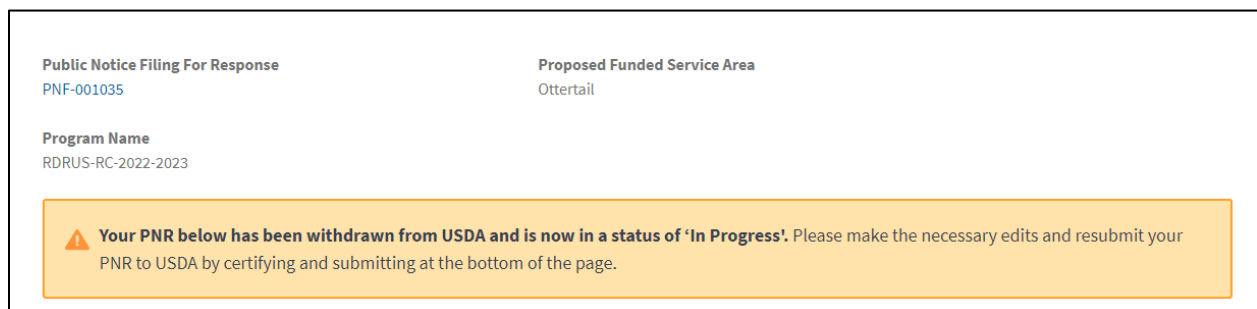 Public Notice Filing For Response
PNF-001035
Proposed Funded Service Area
Ottertail
Program Name
RDRUS-RC-2022-2023
Your PNR below has been withdrawn from USDA and is now in a status of ‘In Progress’. Please make the necessary edits and resubmit your
PNR to USDA by certifying and submitting at the bottom of the page.